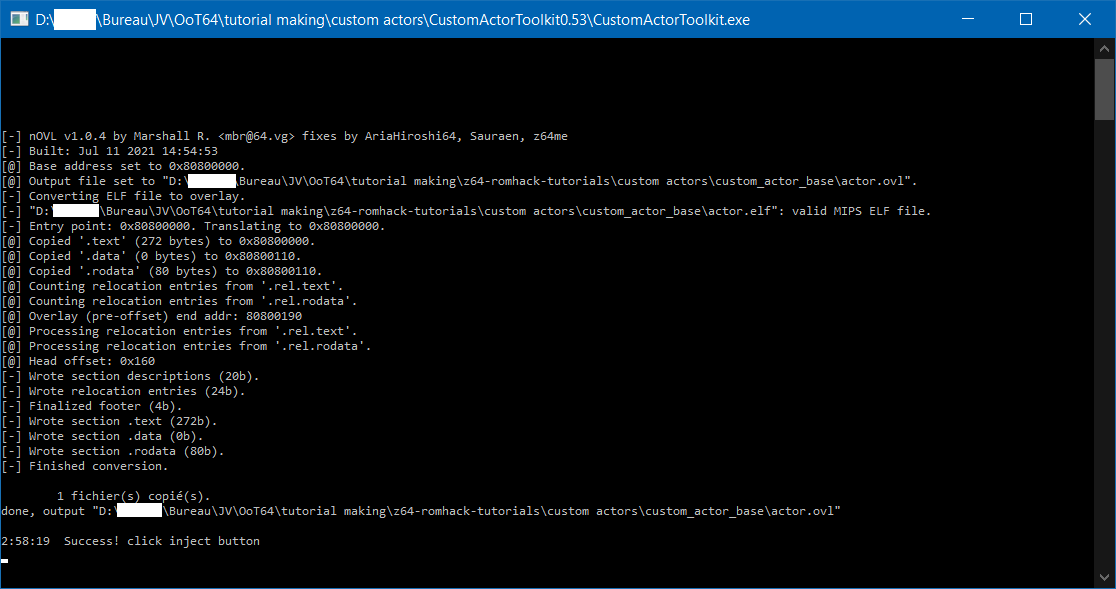 D:\ \Bureau\JV\OoT64\tutorial making\custom actors\CustomActorToolkit0.53\CustomActorToolkit.exe
[-] nOVL v1.0.4 by Marshall R. <mbr@64.vg> fixes by AriaHiroshi64, Sauraen, z64me
[-] Built: Jul 11 2021 14:54:53
[@] Base address set to 0x80800000.
[@] Output file set to "D:\ \Bureau\JV\OoT64\tutorial making\z64-romhack-tutorials\custom actors\custom_actor_base\actor.ovl".
[-] Converting ELF file to overlay.
[-] "D:\ \Bureau\JV\OoT64\tutorial making\z64-romhack-tutorials\custom actors\custom_actor_base\actor.elf": valid MIPS ELF file.
[-] Entry point: 0x80800000. Translating to 0x80800000.
[@] Copied '.text' (272 bytes) to 0x80800000.
[@] Copied '.data' (0 bytes) to 0x80800110.
[@] Copied '.rodata' (80 bytes) to 0x80800110.
[@] Counting relocation entries from '.rel.text'.
[@] Counting relocation entries from '.rel.rodata'.
[@] Overlay (pre-offset) end addr: 80800190
[@] Processing relocation entries from '.rel.text'.
[@] Processing relocation entries from '.rel.rodata'.
[@] Head offset: 0x160
[-] Wrote section descriptions (20b).
[-] Wrote relocation entries (24b).
[-] Finalized footer (4b).
[-] Wrote section .text (272b).
[-] Wrote section .data (0b).
[-] Wrote section .rodata (80b).
[-] Finished conversion.
1 fichier(s) copié(s).
done, output "D:\ \Bureau\JV\OoT64\tutorial making\z64-romhack-tutorials\custom actors\custom_actor_base\actor.ovl"
2:58:19  Success! click inject button